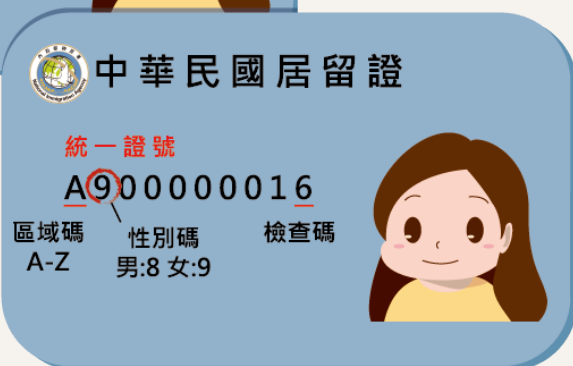 中華民國居留證
統一證號
A900000016
區域碼
A-Z
性別碼
男:8 女:9
檢查碼